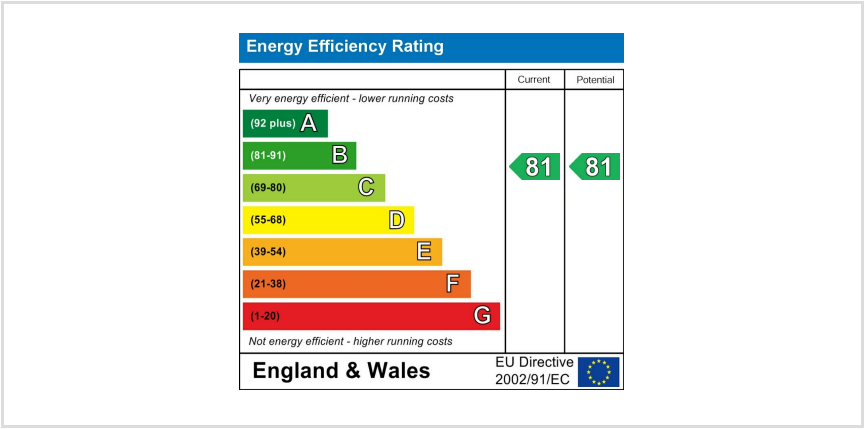 Energy Efficiency Rating
Current Potential
Very energy efficient - lower running costs
(92 plus) A
(81-91) B
81 81
(69-80) C
(55-68) D
(39-54) E
(21-38) F
(1-20) G
Not energy efficient - higher running costs
England & Wales
EU Directive
2002/91/EC